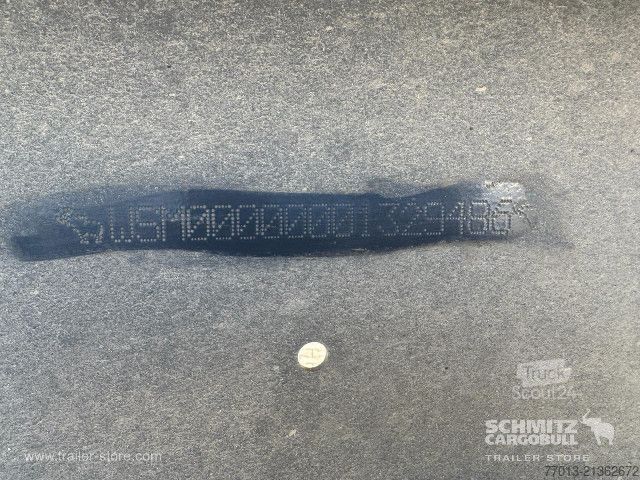 WSM00000001329486
Truck
Scout24
SCHMITZ
CARGOBULL
TRAILER STORE
www.trailer-store.com
77013-21362672